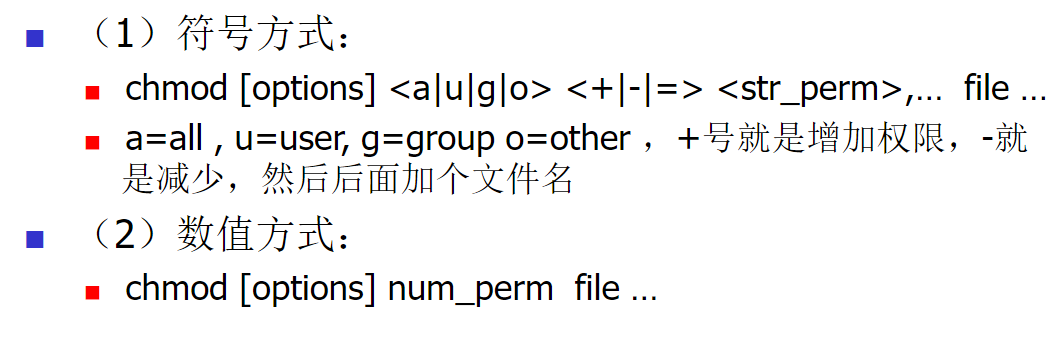 （1）符号方式：
chmod [options] <a|u|g|o> <+|-|=> <str_perm>,… file …
a=all , u=user, g=group o=other ，+号就是增加权限，-就
是减少，然后后面加个文件名
（2）数值方式：
chmod [options] num_perm file …